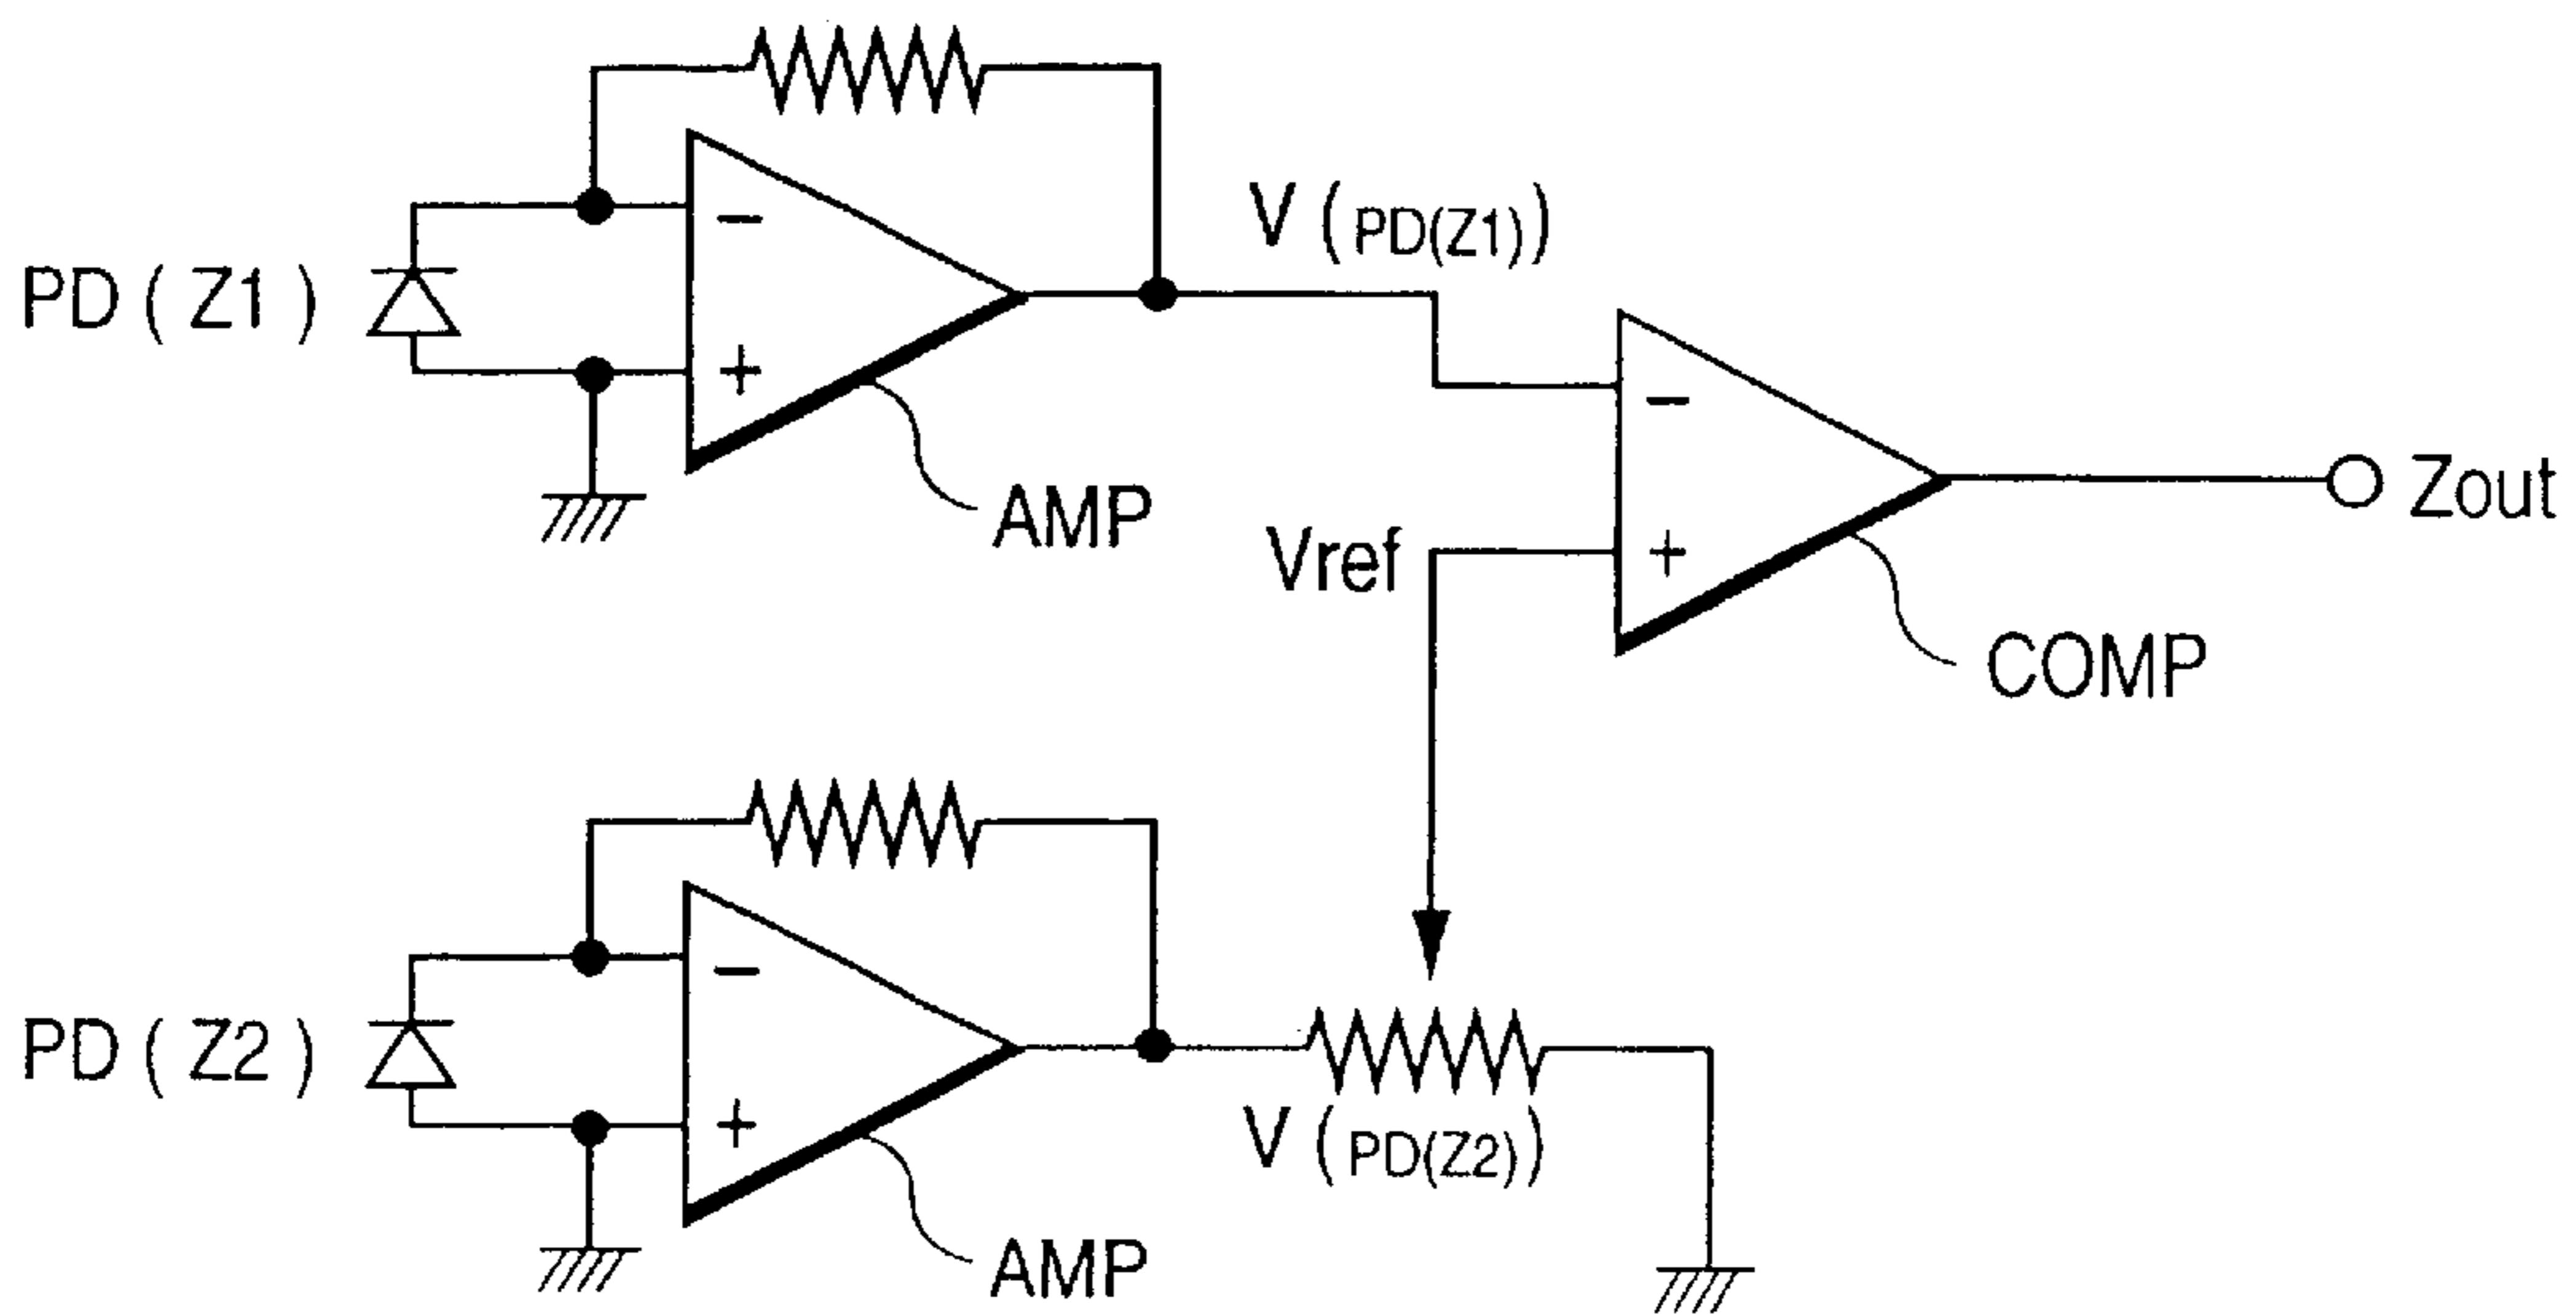 PD ( Z1 )
−
+
AMP
V (PD(Z1))
Vref
−
+
COMP
Zout
PD ( Z2 )
−
+
AMP
V (PD(Z2))